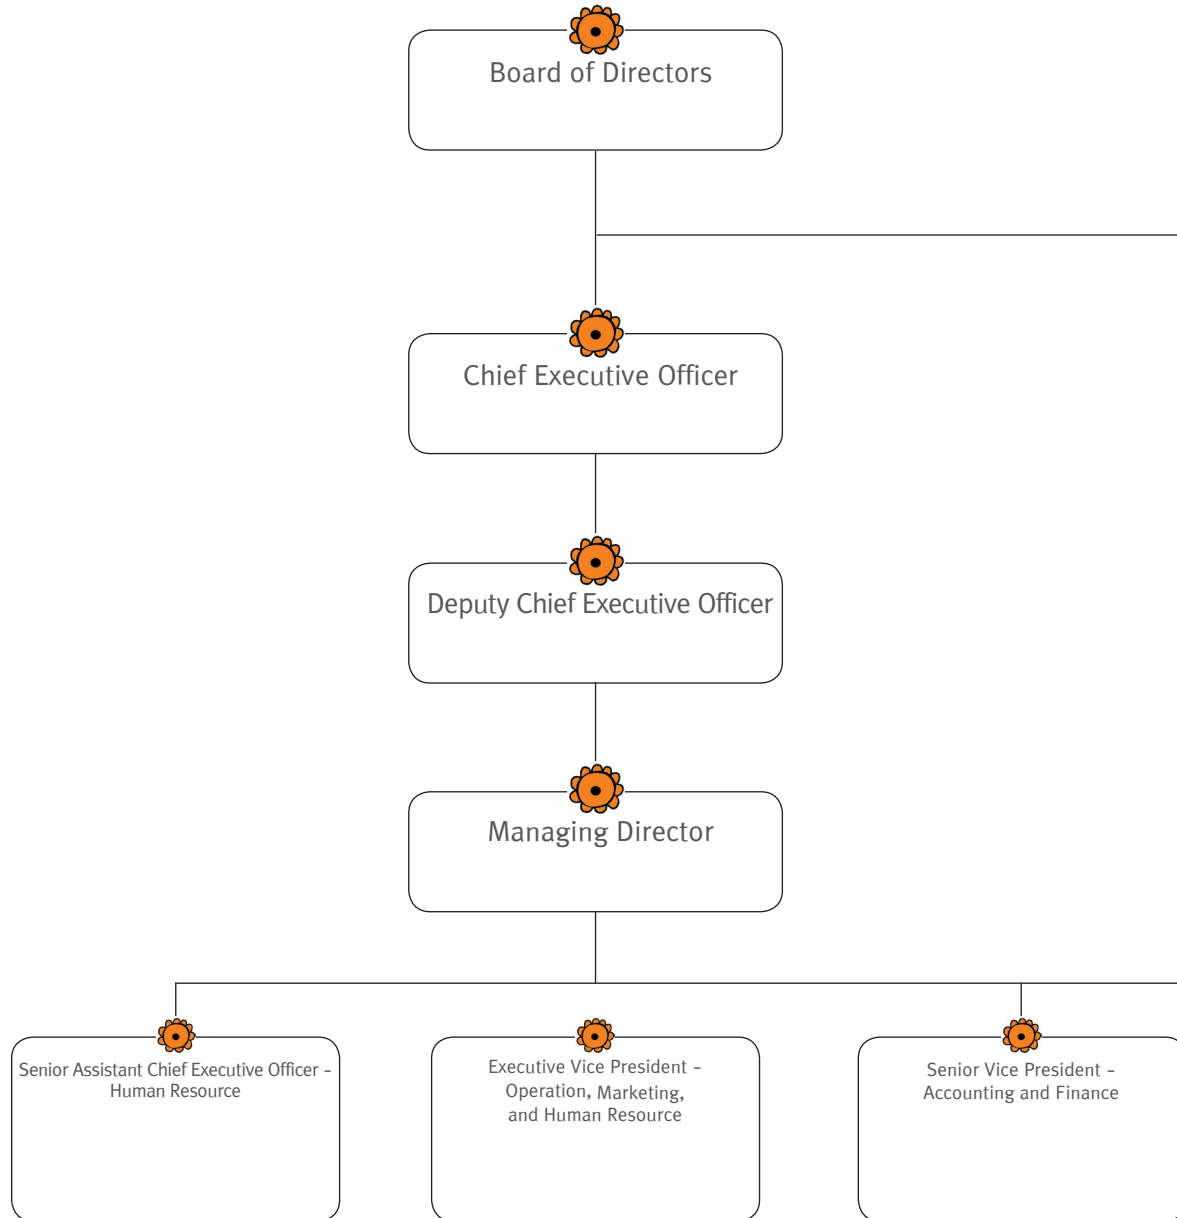 Board of Directors
Chief Executive Officer
Deputy Chief Executive Officer
Managing Director
Senior Assistant Chief Executive Officer –
Human Resource
Executive Vice President –
Operation, Marketing,
and Human Resource
Senior Vice President –
Accounting and Finance